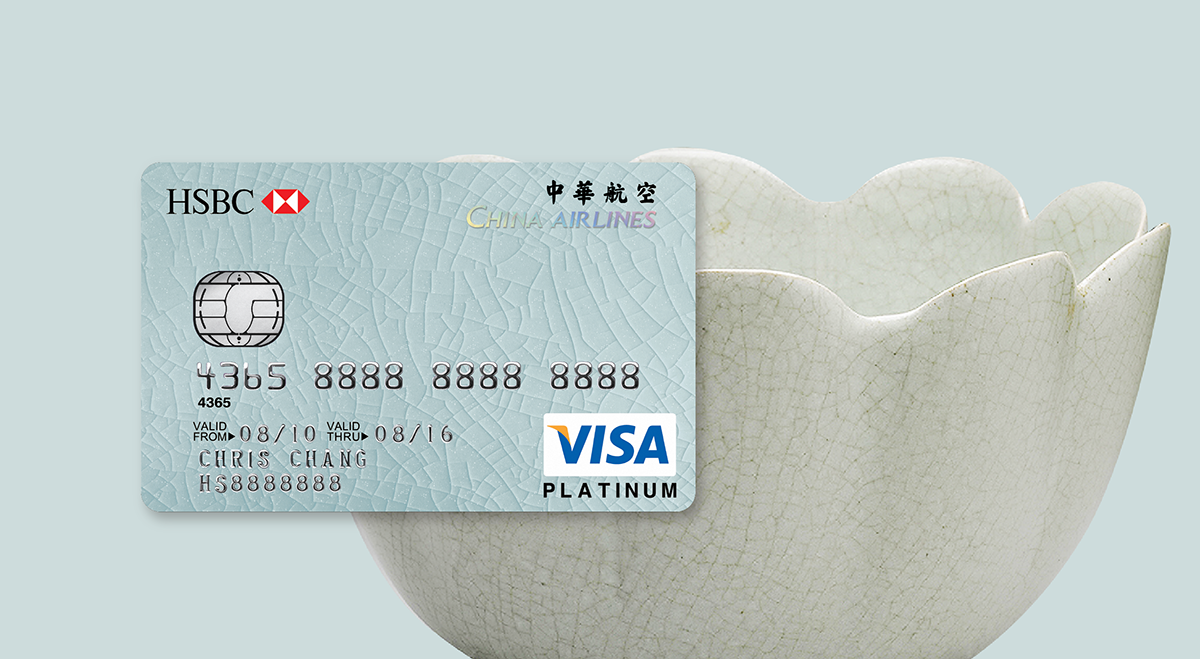 HSBC
中華航空
CHINA AIRLINES
4365 8888 8888 8888
4365
VALID FROM▶ 08/10 VALID THRU▶ 08/16
CHRIS CHANG
HS8888888
VISA
PLATINUM